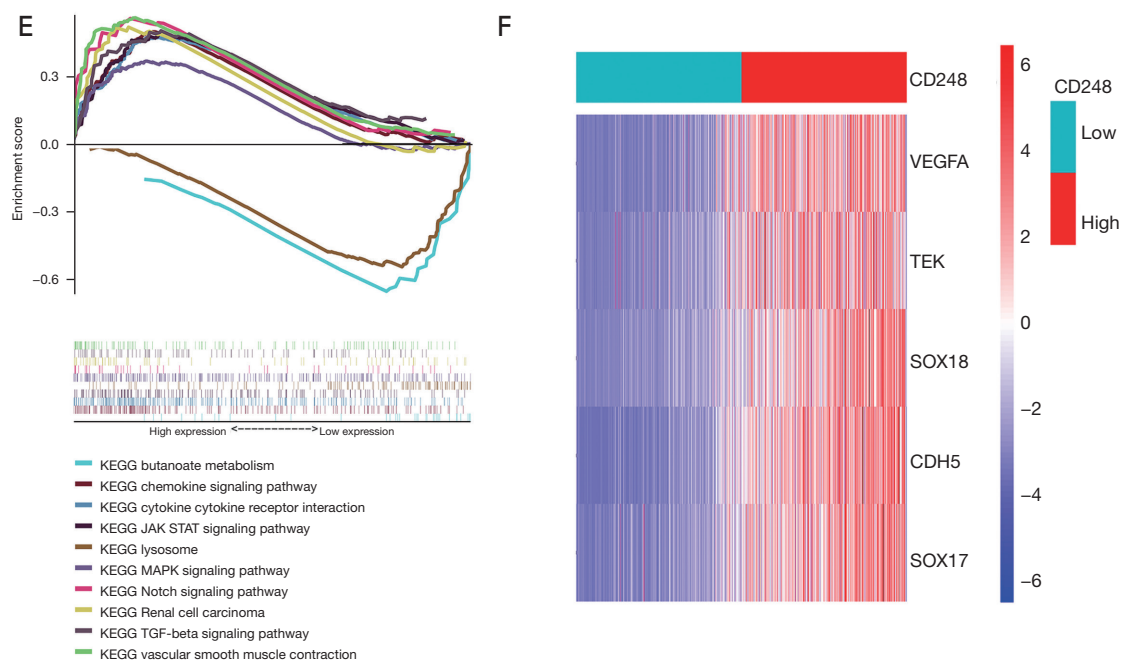 E
Enrichment score
0.3
0.0
−0.3
−0.6
High expression <------------> Low expression
KEGG butanoate metabolism
KEGG chemokine signaling pathway
KEGG cytokine cytokine receptor interaction
KEGG JAK STAT signaling pathway
KEGG lysosome
KEGG MAPK signaling pathway
KEGG Notch signaling pathway
KEGG Renal cell carcinoma
KEGG TGF-beta signaling pathway
KEGG vascular smooth muscle contraction
F
CD248
VEGFA
TEK
SOX18
CDH5
SOX17
6
4
2
0
−2
−4
−6
CD248
Low
High